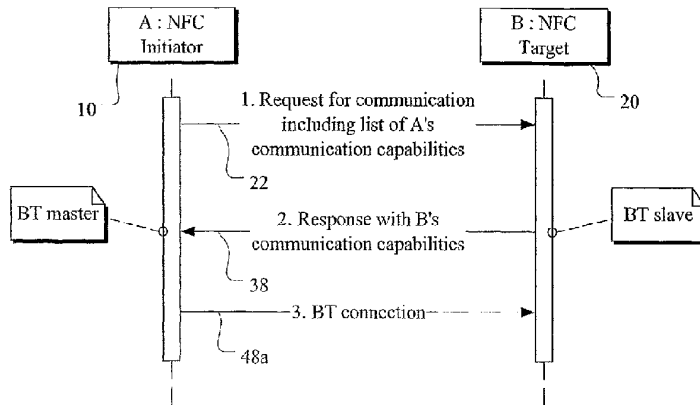 A : NFC
Initiator
B : NFC
Target
10
20
1. Request for communication
including list of A's
communication capabilities
22
BT master
BT slave
2. Response with B's
communication capabilities
38
3. BT connection
48a